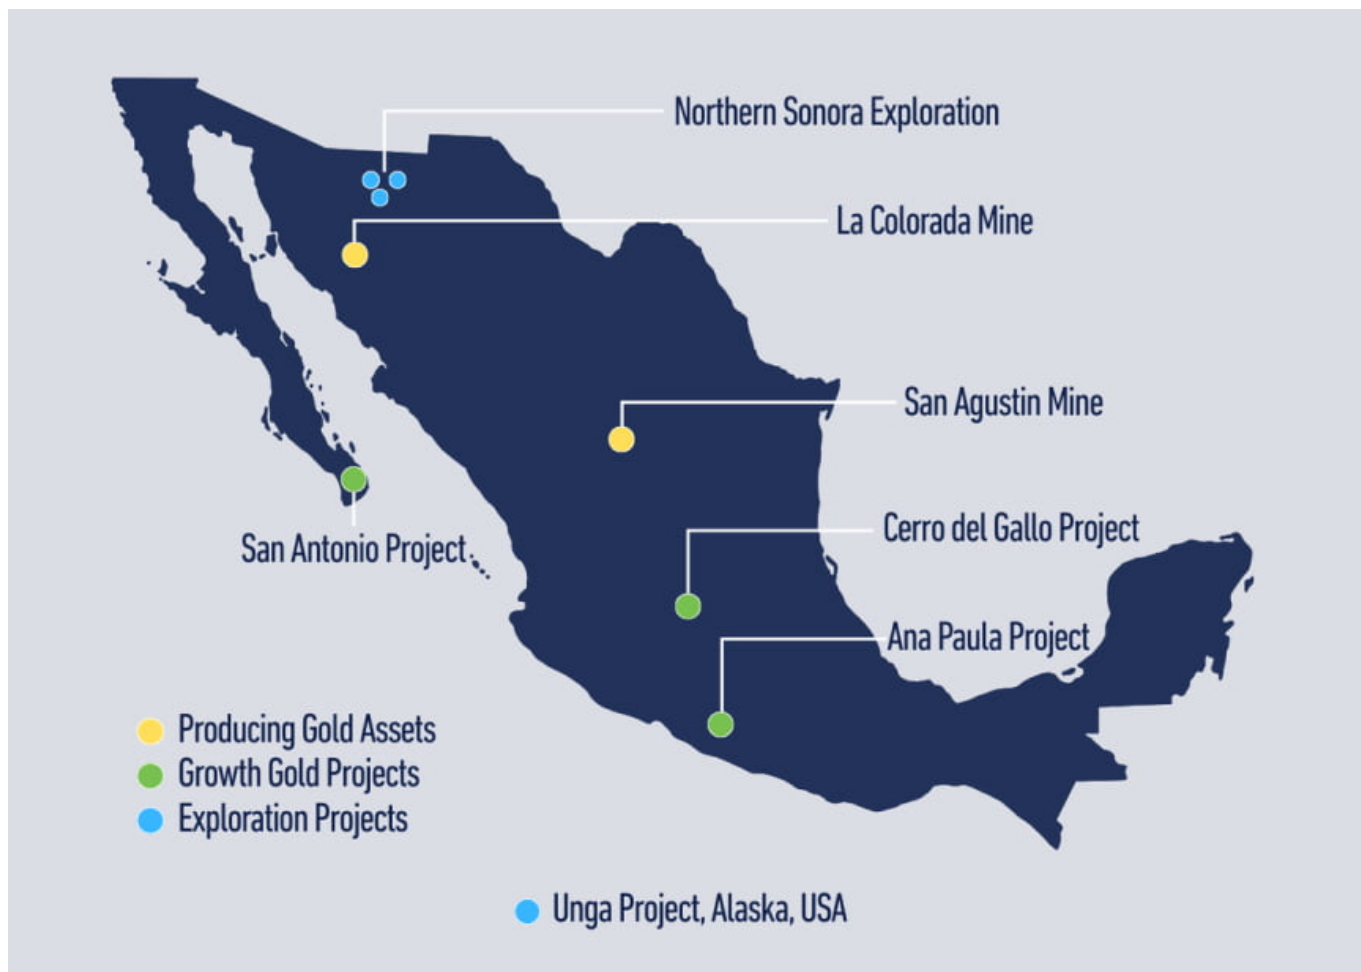 Northern Sonora Exploration
La Colorada Mine
San Agustin Mine
Cerro del Gallo Project
San Antonio Project
Ana Paula Project
Producing Gold Assets
Growth Gold Projects
Exploration Projects
Unga Project, Alaska, USA